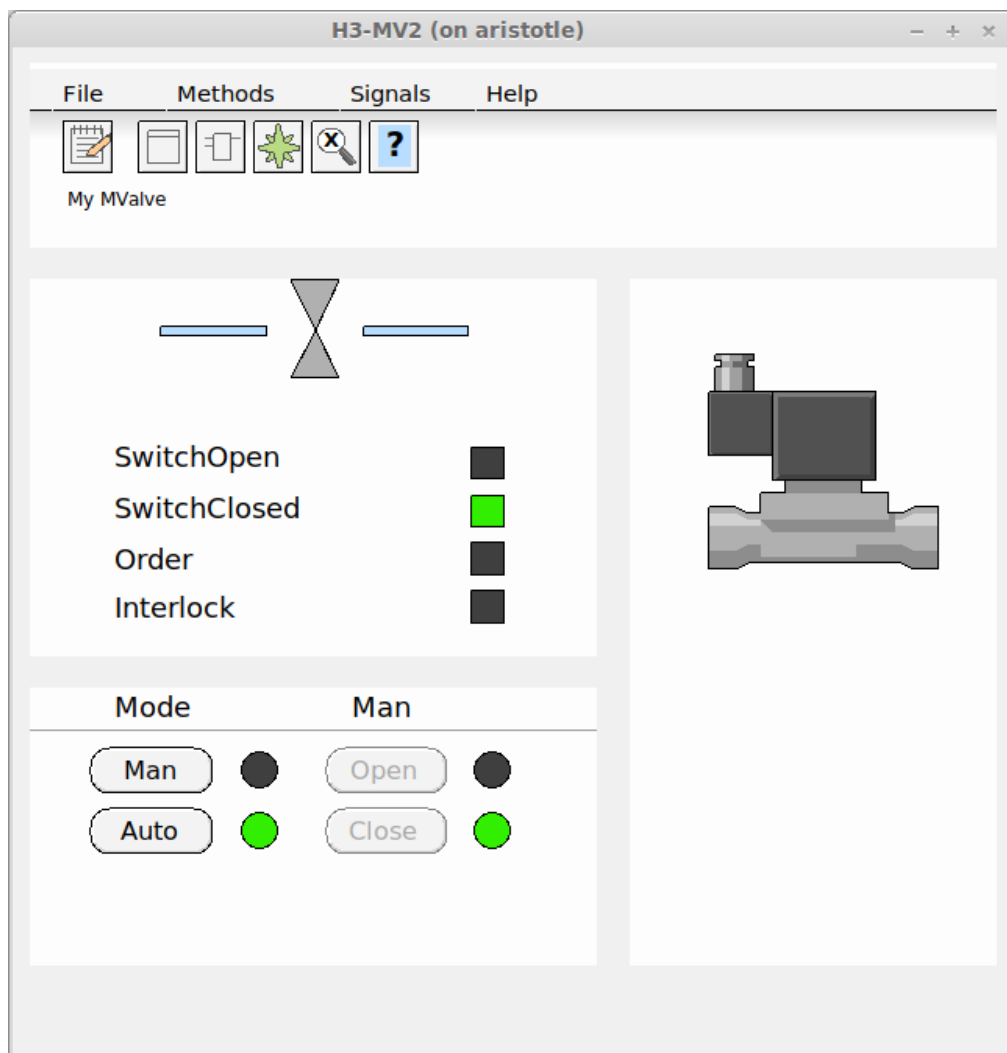 H3-MV2 (on aristotle)
File Methods Signals Help
x ?
My MValve
SwitchOpen
SwitchClosed
Order
Interlock
Mode Man
Man Open
Auto Close